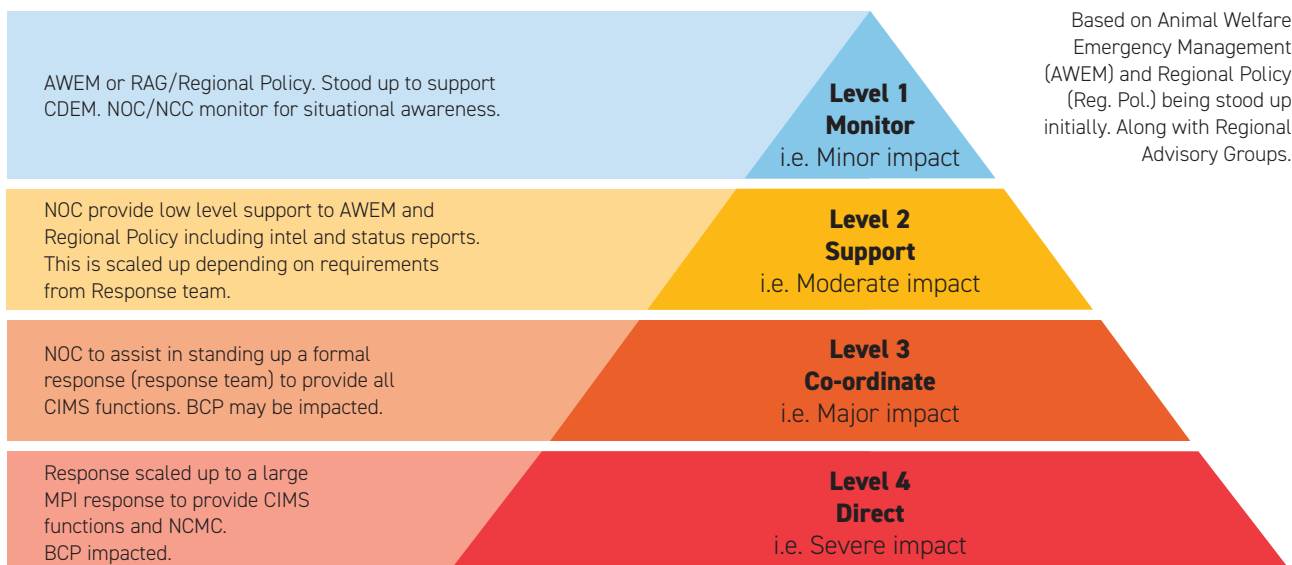 AWEM or RAG/Regional Policy. Stood up to support
CDEM. NOC/NCC monitor for situational awareness.
Level 1
Monitor
i.e. Minor impact
Based on Animal Welfare
Emergency Management
(AWEM) and Regional Policy
(Reg. Pol.) being stood up
initially. Along with Regional
Advisory Groups.
NOC provide low level support to AWEM and
Regional Policy including intel and status reports.
This is scaled up depending on requirements
from Response team.
Level 2
Support
i.e. Moderate impact
NOC to assist in standing up a formal
response (response team) to provide all
CIMS functions. BCP may be impacted.
Level 3
Co-ordinate
i.e. Major impact
Response scaled up to a large
MPI response to provide CIMS
functions and NCMC.
BCP impacted.
Level 4
Direct
i.e. Severe impact